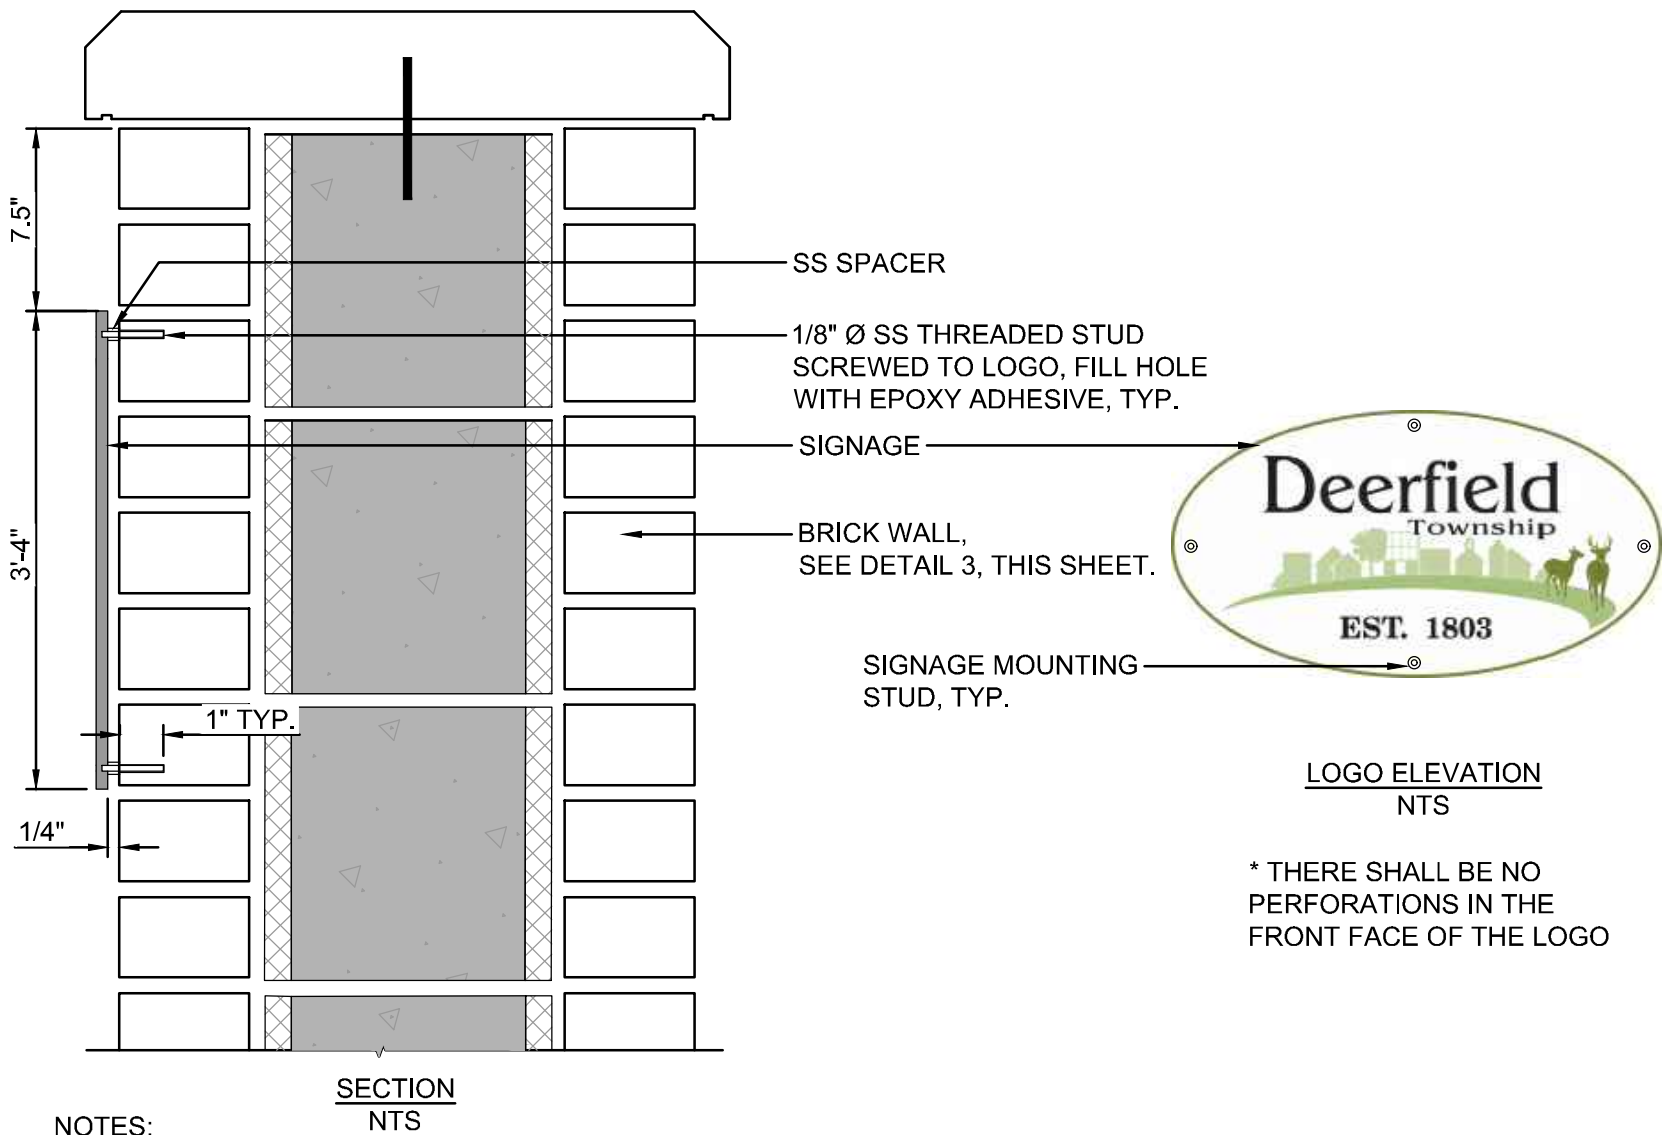 7.5"
3'-4"
1" TYP.
1/4"
SS SPACER
1/8" Ø SS THREADED STUD
SCREWED TO LOGO, FILL HOLE
WITH EPOXY ADHESIVE, TYP.
SIGNAGE
BRICK WALL,
SEE DETAIL 3, THIS SHEET.
SIGNAGE MOUNTING
STUD, TYP.
Deerfield
Township
EST. 1803
LOGO ELEVATION
NTS
* THERE SHALL BE NO
PERFORATIONS IN THE
FRONT FACE OF THE LOGO
SECTION
NTS
NOTES: